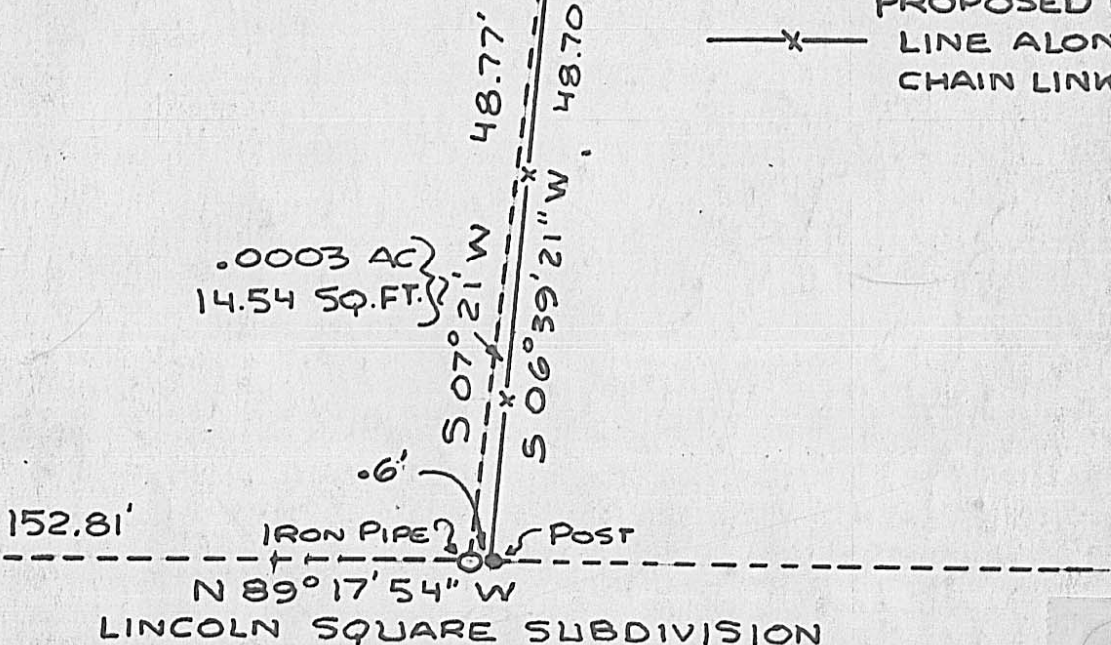 PROPOSED
LINE ALON
CHAIN LINK
48.77'
48.70
S 07° 21' W
S 06° 39' 21" W
.0003 AC
14.54 SQ.FT.
.6'
152.81'
IRON PIPE
POST
N 89° 17' 54" W
LINCOLN SQUARE SUBDIVISION